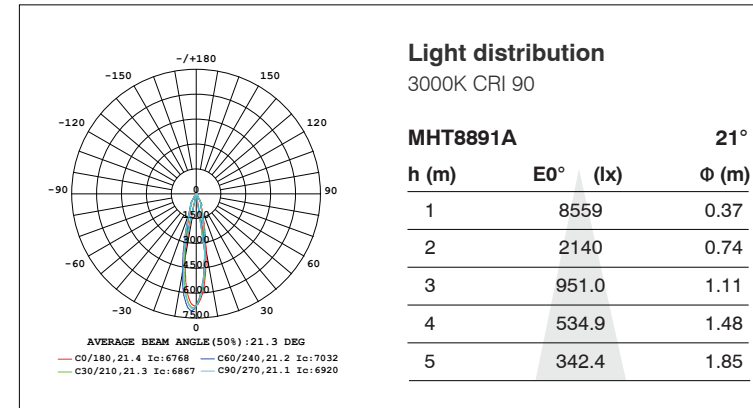 -/+180
-150 150
-120 120
-90 0 90
1500
3000
-60 4500 60
6000
-30 7500 30
0
AVERAGE BEAM ANGLE(50%):21.3 DEG
C0/180,21.4 Ic:6768 C60/240,21.2 Ic:7032
C30/210,21.3 Ic:6867 C90/270,21.1 Ic:6920
Light distribution
3000K CRI 90
MHT8891A 21°
h (m) E0° (lx) Φ (m)
1 8559 0.37
2 2140 0.74
3 951.0 1.11
4 534.9 1.48
5 342.4 1.85